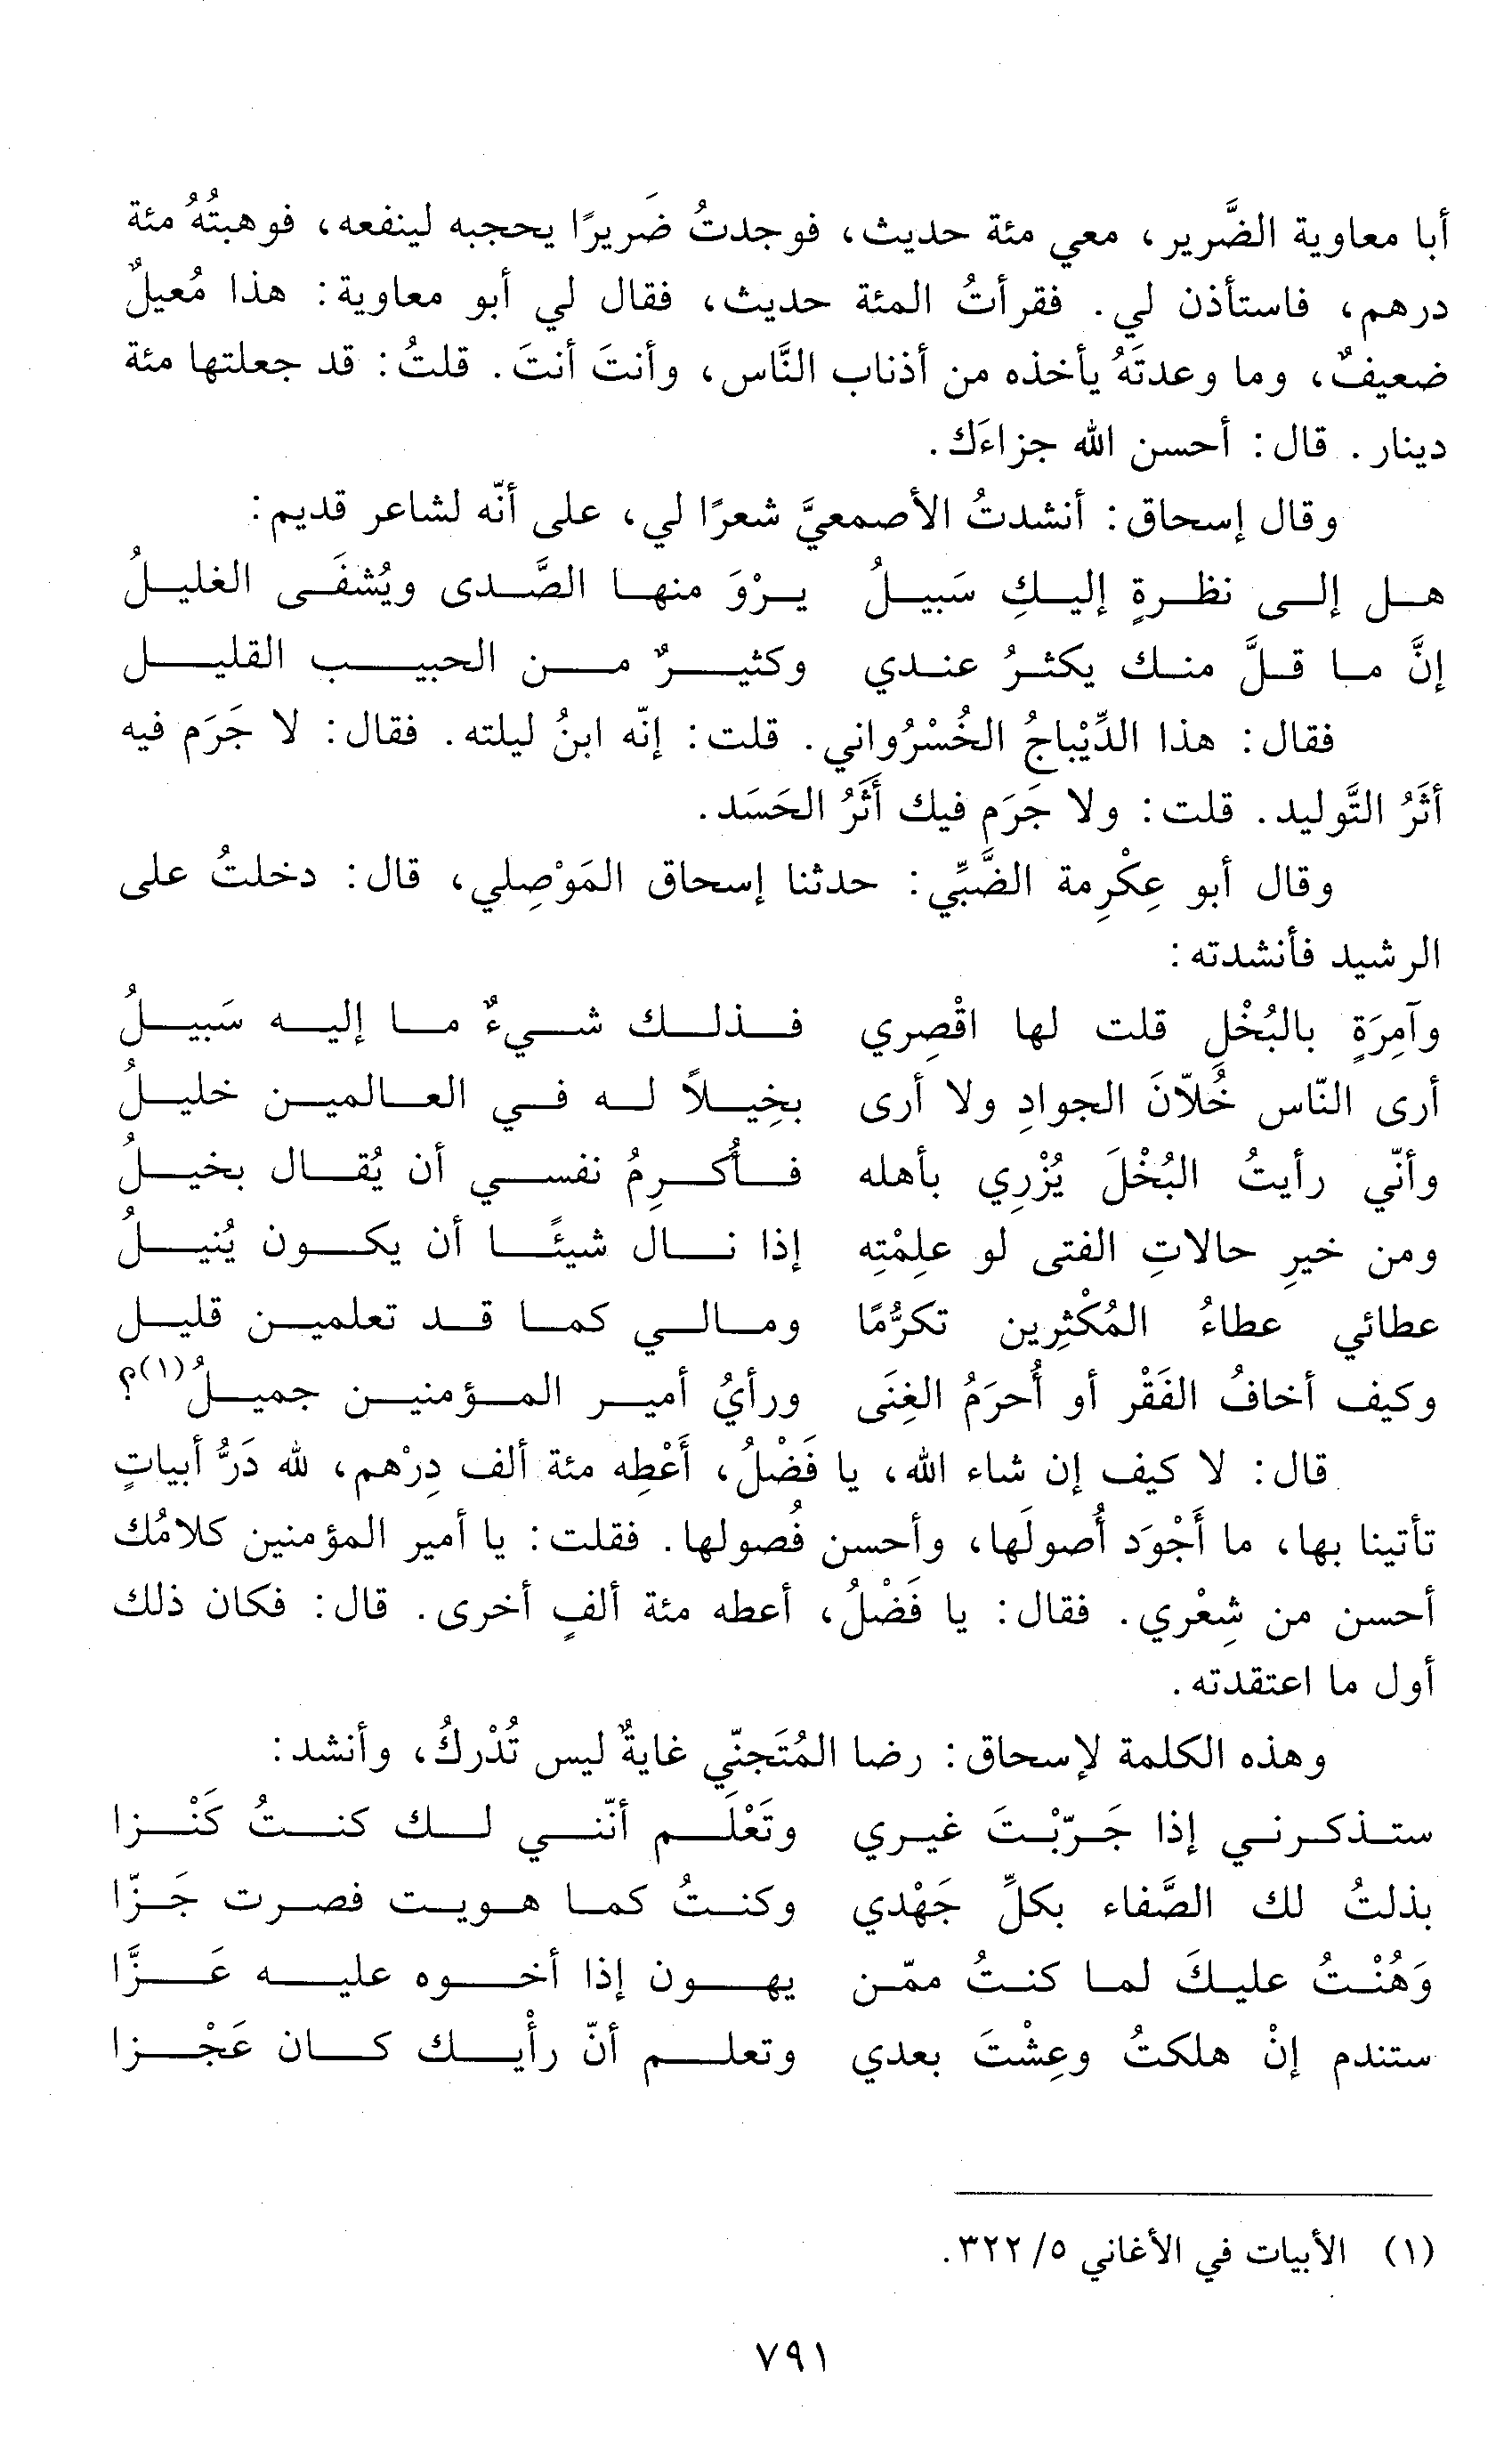 أبا معاوية الضَّرير، معي مئة حديث، فوجدتُ ضَريرًا يحجبه لينفعه، فوهبتُهُ مئة
درهم، فاستأذن لي. فقرأتُ المئة حديث، فقال لي أبو معاوية: هذا مُعيلٌ
ضعيفٌ، وما وعدتَهُ يأخذه من أذناب النَّاس، وأنتَ أنتَ. قلتُ: قد جعلتها مئة
دينار. قال: أحسن الله جزاءَك.
وقال إسحاق: أنشدتُ الأصمعيَّ شعرًا لي، على أنّه لشاعر قديم:
هل إلى نظرةٍ إليكِ سَبيلُ يرْوَ منها الصَّدى ويُشفَى الغليلُ
إنَّ ما قلَّ منك يكثرُ عندي وكثيرٌ من الحبيب القليل
فقال: هذا الدِّيْباجُ الخُسْرُواني. قلت: إنّه ابنُ ليلته. فقال: لا جَرَم فيه
أثَرُ التَّوليد. قلت: ولا جَرَم فيك أَثَرُ الحَسَد.
وقال أبو عِكْرِمة الضَّبِّي: حدثنا إسحاق المَوْصِلي، قال: دخلتُ على
الرشيد فأنشدته:
وآمِرَةٍ بالبُخْلِ قلت لها اقْصِري فذلك شيءٌ ما إليه سَبيلُ
أرى النّاس خُلاّنَ الجوادِ ولا أرى بخِيلاً له في العالمين خليلُ
وأنّي رأيتُ البُخْلَ يُزْرِي بأهله فأُكرِمُ نفسي أن يُقال بخيلُ
ومن خيرِ حالاتِ الفتى لو علِمْتِه إذا نال شيئًا أن يكون يُنيلُ
عطائي عطاءُ المُكْثِرِين تكرُّمًا ومالي كما قد تعلمين قليل
وكيف أخافُ الفَقْر أو أُحرَمُ الغِنَى ورأيُ أمير المؤمنين جميلُ(١)؟
قال: لا كيف إن شاء الله، يا فَضْلُ، أَعْطِه مئة ألف دِرْهم، لله دَرُّ أبياتٍ
تأتينا بها، ما أَجْوَد أُصولَها، وأحسن فُصولها. فقلت: يا أمير المؤمنين كلامُك
أحسن من شِعْري. فقال: يا فَضْلُ، أعطه مئة ألفٍ أخرى. قال: فكان ذلك
أول ما اعتقدته.
وهذه الكلمة لإسحاق: رضا المُتَجنّي غايةٌ ليس تُدْركُ، وأنشد:
ستذكرني إذا جَرّبْتَ غيري وتَعْلَم أنّني لك كنتُ كَنْزا
بذلتُ لك الصَّفاء بكلِّ جَهْدي وكنتُ كما هويت فصرت جَزّا
وَهُنْتُ عليكَ لما كنتُ ممّن يهون إذا أخوه عليه عَزَّا
ستندم إنْ هلكتُ وعِشْتَ بعدي وتعلم أنّ رأْيك كان عَجْزا
(١) الأبيات في الأغاني ٥/ ٣٢٢.
٧٩١